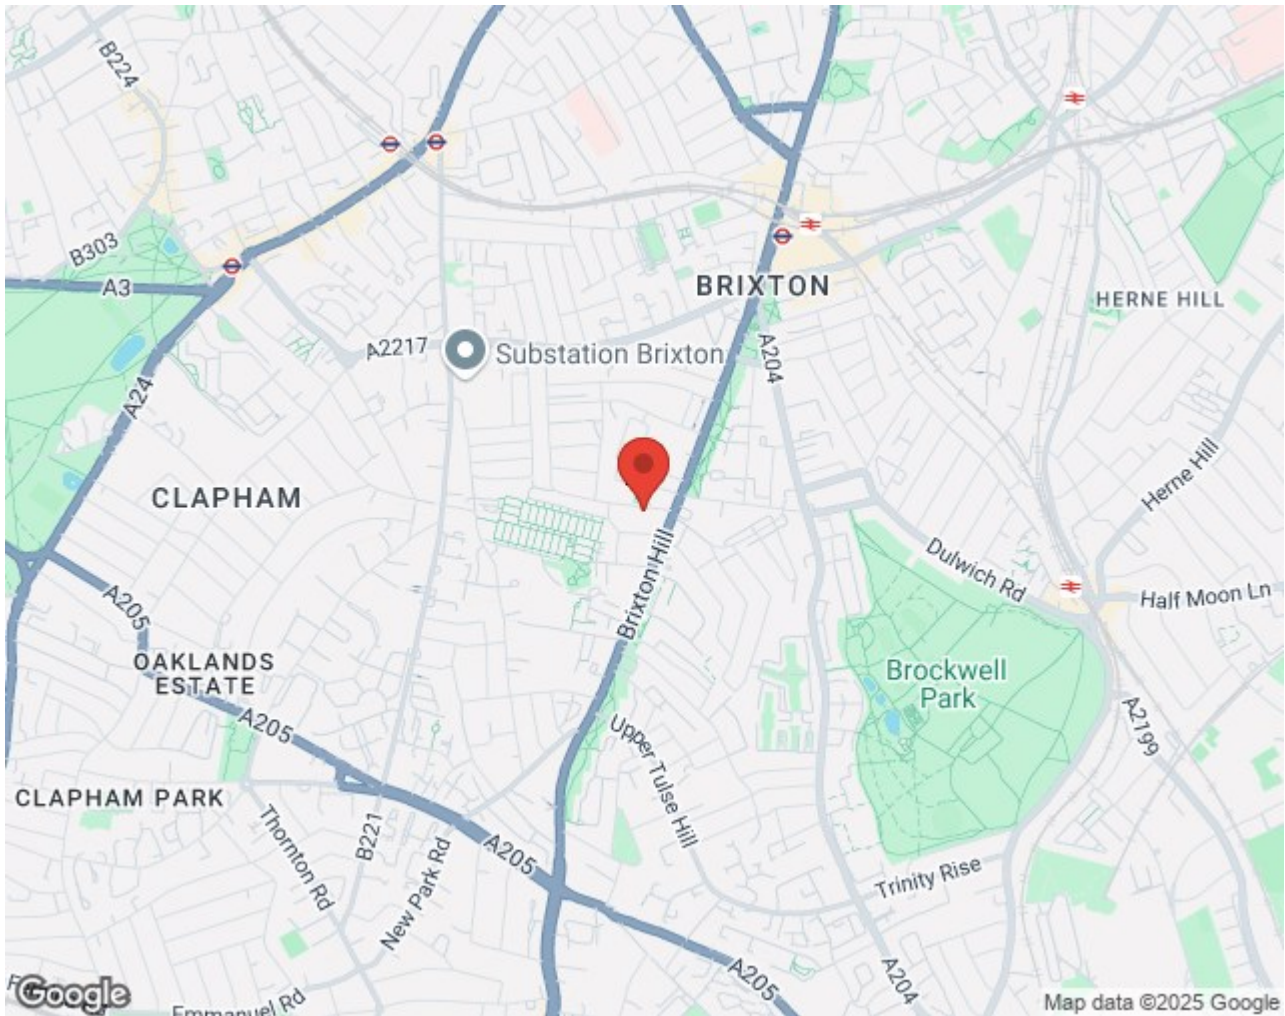 B224
B303
A3
BRIXTON
HERNE HILL
A2217
Substation Brixton
A204
A24
CLAPHAM
Herne Hill
Brixton Hill
Dulwich Rd
Half Moon Ln
A205
OAKLANDS
ESTATE
Brockwell
Park
A205
A2199
Upper Tulse Hill
CLAPHAM PARK
Thornton Rd
B221
New Park Rd
A205
Trinity Rise
A205
A204
Emmanuel Rd
Google
Map data ©2025 Google